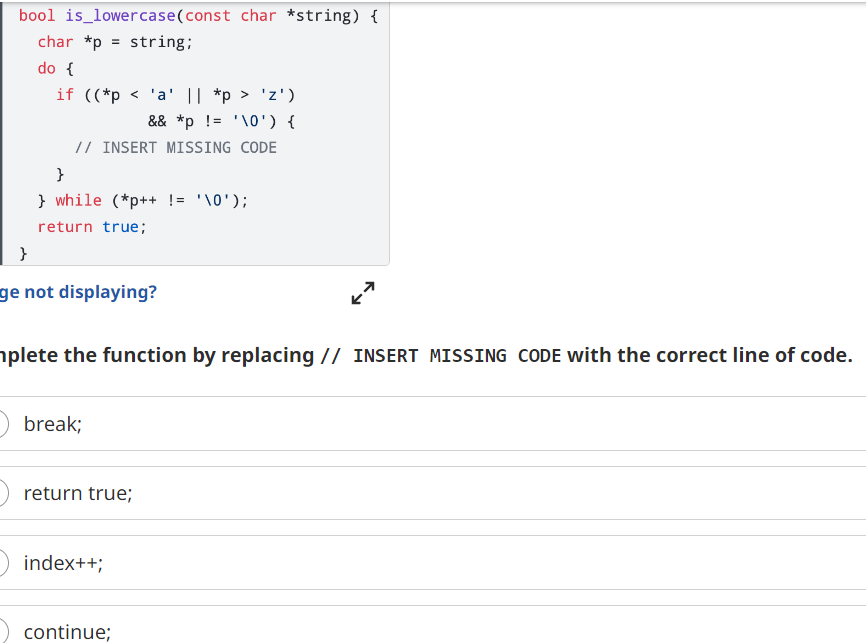 bool is_lowercase(const char *string) {
char *p = string;
do {
if ((*p < 'a' || *p > 'z')
&& *p != '\0') {
// INSERT MISSING CODE
}
} while (*p++ != '\0');
return true;
}
ge not displaying?
nplete the function by replacing // INSERT MISSING CODE with the correct line of code.
break;
return true;
index++;
continue;